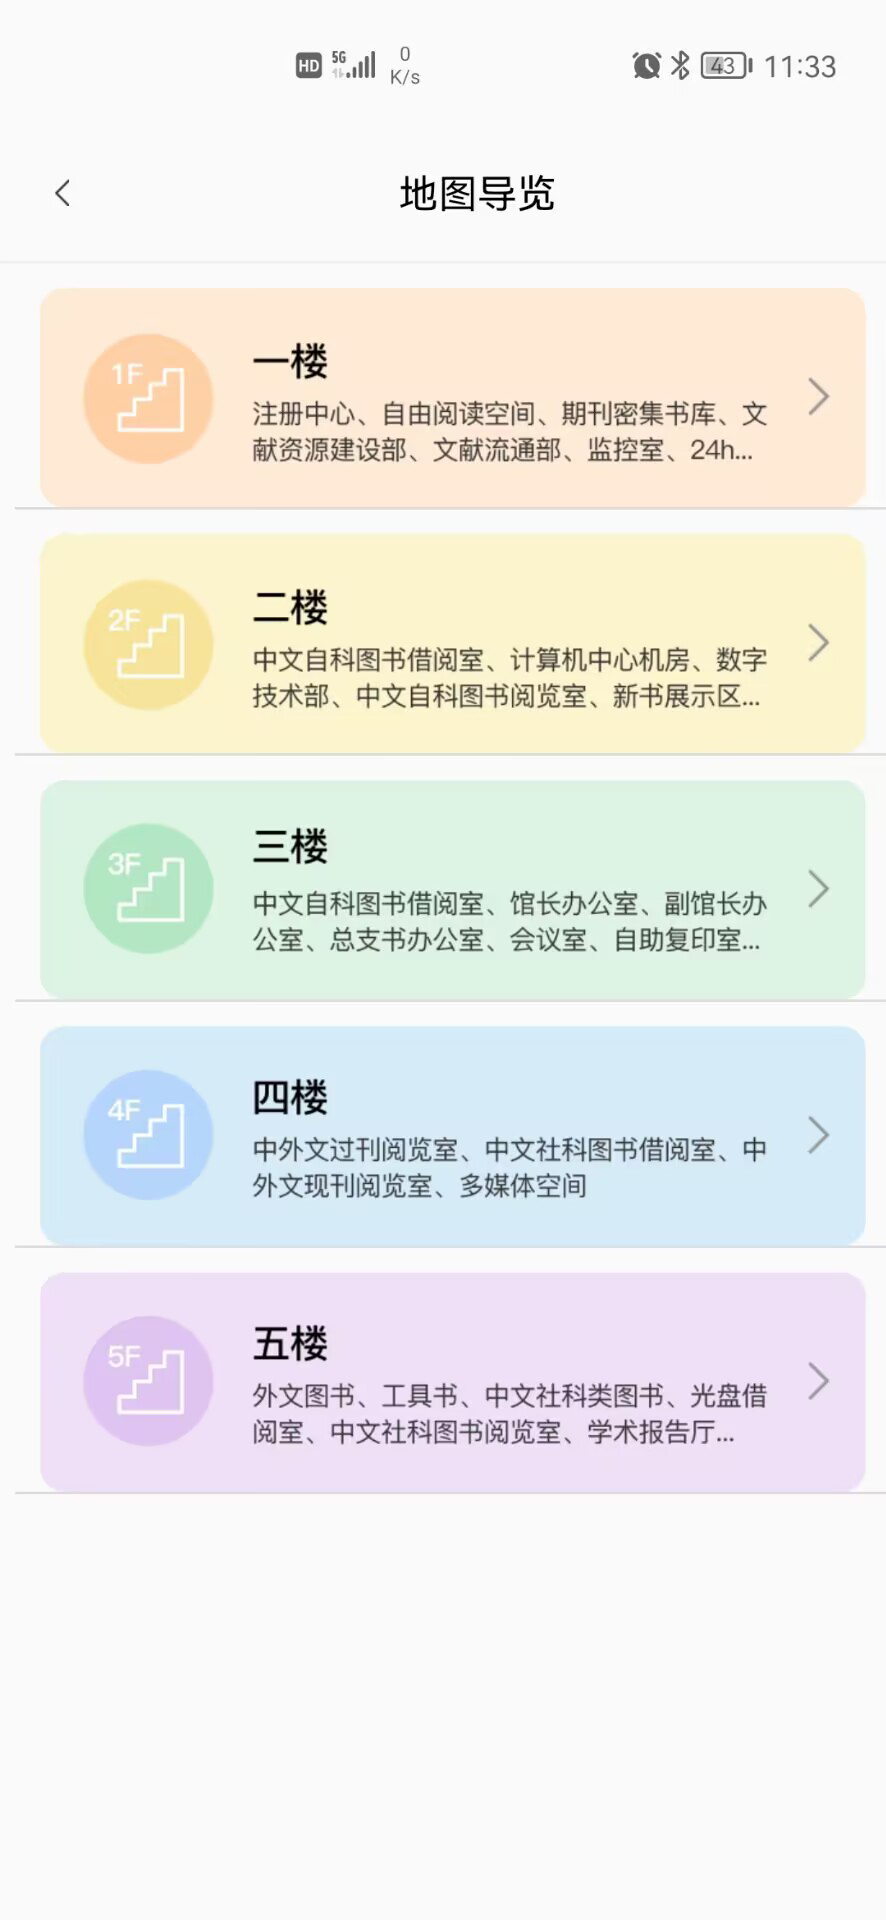 HD 5G 0 K/s 43 11:33
地图导览
1F
一楼
注册中心、自由阅读空间、期刊密集书库、文
献资源建设部、文献流通部、监控室、24h...
2F
二楼
中文自科图书借阅室、计算机中心机房、数字
技术部、中文自科图书阅览室、新书展示区...
3F
三楼
中文自科图书借阅室、馆长办公室、副馆长办
公室、总支书办公室、会议室、自助复印室...
4F
四楼
中外文过刊阅览室、中文社科图书借阅室、中
外文现刊阅览室、多媒体空间
5F
五楼
外文图书、工具书、中文社科类图书、光盘借
阅室、中文社科图书阅览室、学术报告厅...